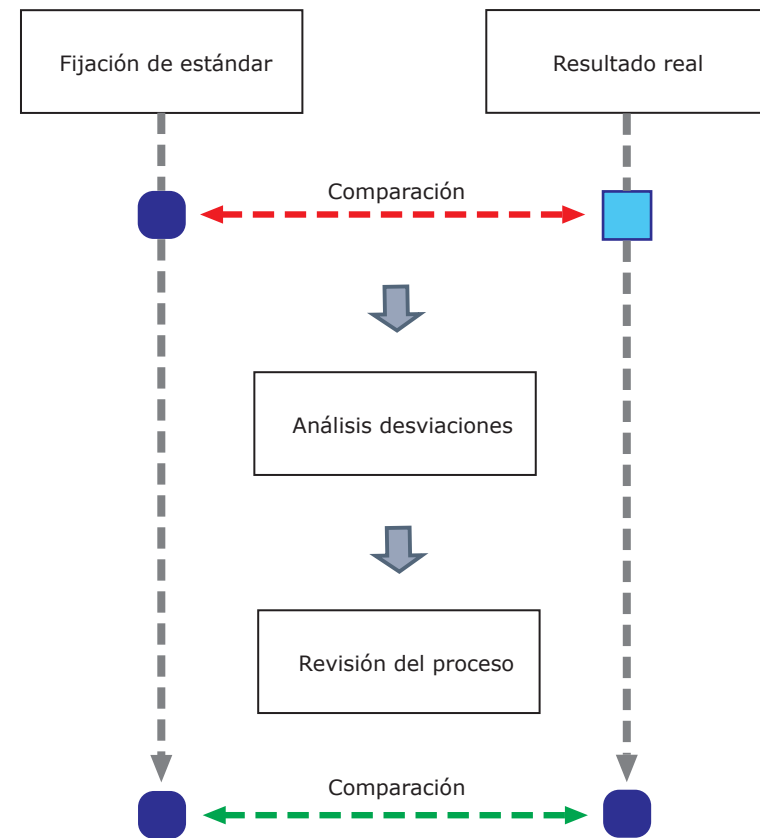 Fijación de estándar
Resultado real
Comparación
Análisis desviaciones
Revisión del proceso
Comparación